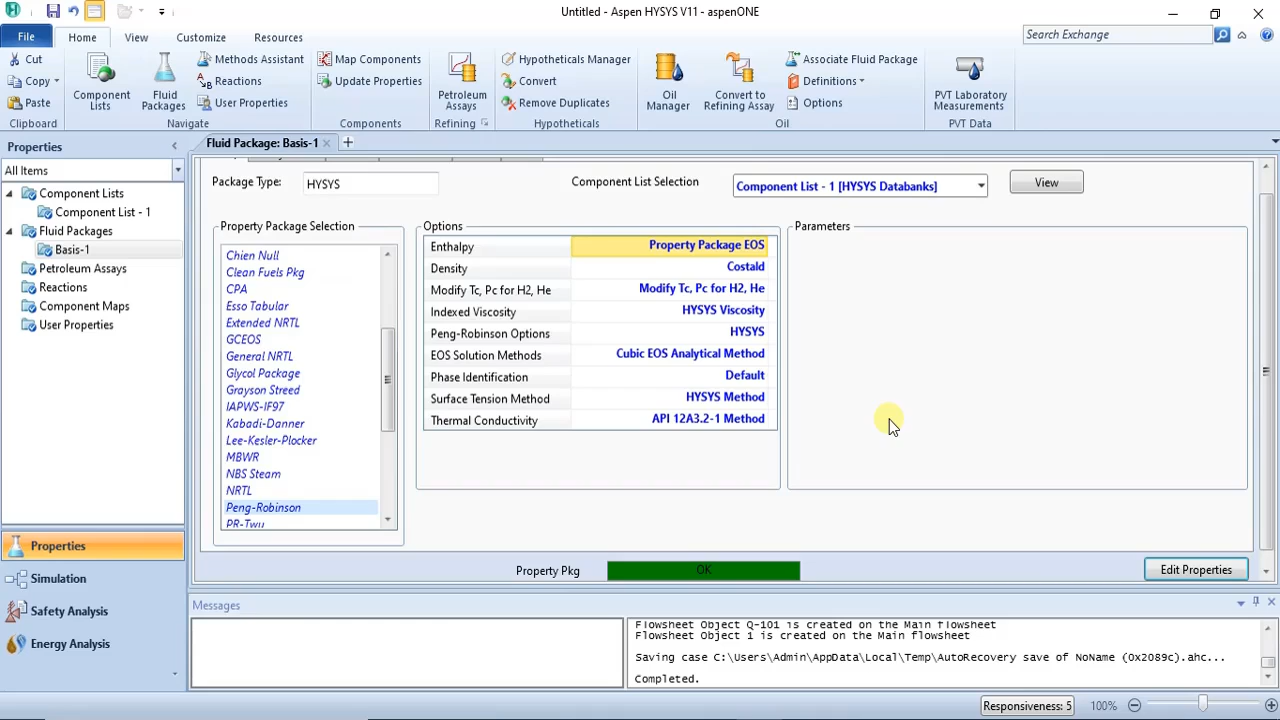 Untitled - Aspen HYSYS V11 - aspenONE
File Home View Customize Resources
Search Exchange
Cut
Copy
Paste
Clipboard
Component Lists
Fluid Packages
Methods Assistant
Reactions
User Properties
Navigate
Map Components
Update Properties
Components
Petroleum Assays
Refining
Hypotheticals Manager
Convert
Remove Duplicates
Hypotheticals
Oil Manager
Convert to Refining Assay
Associate Fluid Package
Definitions
Options
Oil
PVT Laboratory Measurements
PVT Data
Properties
All Items
Component Lists
Component List - 1
Fluid Packages
Basis-1
Petroleum Assays
Reactions
Component Maps
User Properties
Properties
Simulation
Safety Analysis
Energy Analysis
Fluid Package: Basis-1
Package Type: HYSYS
Component List Selection Component List - 1 [HYSYS Databanks] View
Property Package Selection
Chien Null
Clean Fuels Pkg
CPA
Esso Tabular
Extended NRTL
GCEOS
General NRTL
Glycol Package
Grayson Streed
IAPWS-IF97
Kabadi-Danner
Lee-Kesler-Plocker
MBWR
NBS Steam
NRTL
Peng-Robinson
PR-Twu
Options
Enthalpy Property Package EOS
Density Costald
Modify Tc, Pc for H2, He Modify Tc, Pc for H2, He
Indexed Viscosity HYSYS Viscosity
Peng-Robinson Options HYSYS
EOS Solution Methods Cubic EOS Analytical Method
Phase Identification Default
Surface Tension Method HYSYS Method
Thermal Conductivity API 12A3.2-1 Method
Parameters
Property Pkg OK Edit Properties
Messages
Flowsheet Object Q-101 is created on the Main flowsheet
Flowsheet Object 1 is created on the Main flowsheet
Saving case C:\Users\Admin\AppData\Local\Temp\AutoRecovery save of NoName (0x2089c).ahc...
Completed.
Responsiveness: 5 100%